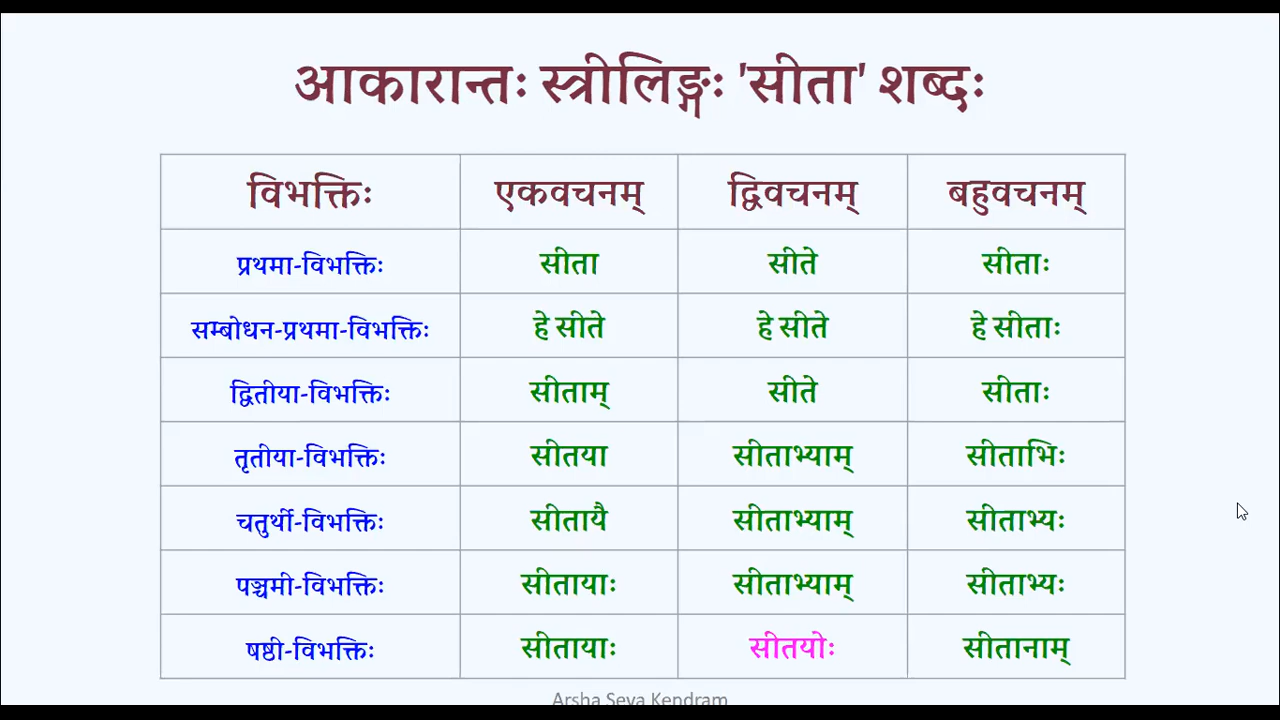 आकारान्तः स्त्रीलिङ्गः 'सीता' शब्दः
विभक्तिः एकवचनम् द्विवचनम् बहुवचनम्
प्रथमा-विभक्तिः सीता सीते सीताः
सम्बोधन-प्रथमा-विभक्तिः हे सीते हे सीते हे सीताः
द्वितीया-विभक्तिः सीताम् सीते सीताः
तृतीया-विभक्तिः सीतया सीताभ्याम् सीताभिः
चतुर्थी-विभक्तिः सीतायै सीताभ्याम् सीताभ्यः
पञ्चमी-विभक्तिः सीतायाः सीताभ्याम् सीताभ्यः
षष्ठी-विभक्तिः सीतायाः सीतयोः सीतानाम्
Arsha Seva Kendram